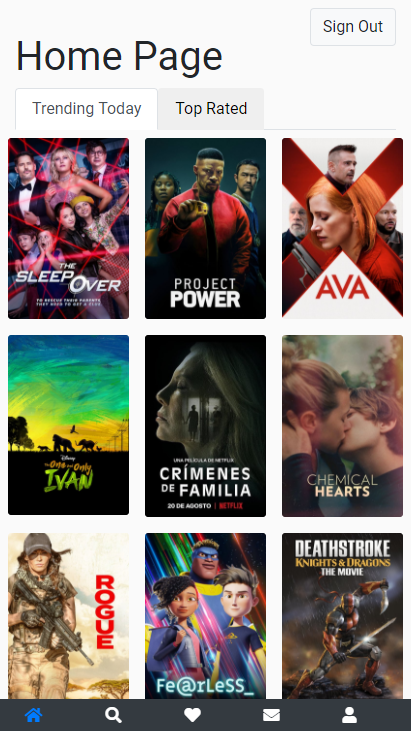 Sign Out
Home Page
Trending Today
Top Rated
THE
SLEEPOVER
TO RESCUE THEIR PARENTS
THEY NEED TO GET A CLUE
PROJECT
POWER
AVA
Disney
The One and Only
IVAN
UNA PELÍCULA DE NETFLIX
CRÍMENES
DE FAMILIA
20 DE AGOSTO | NETFLIX
CHEMICAL
HEARTS
ROGUE
Fe@rLeSS_
DEATHSTROKE
KNIGHTS & DRAGONS
THE MOVIE